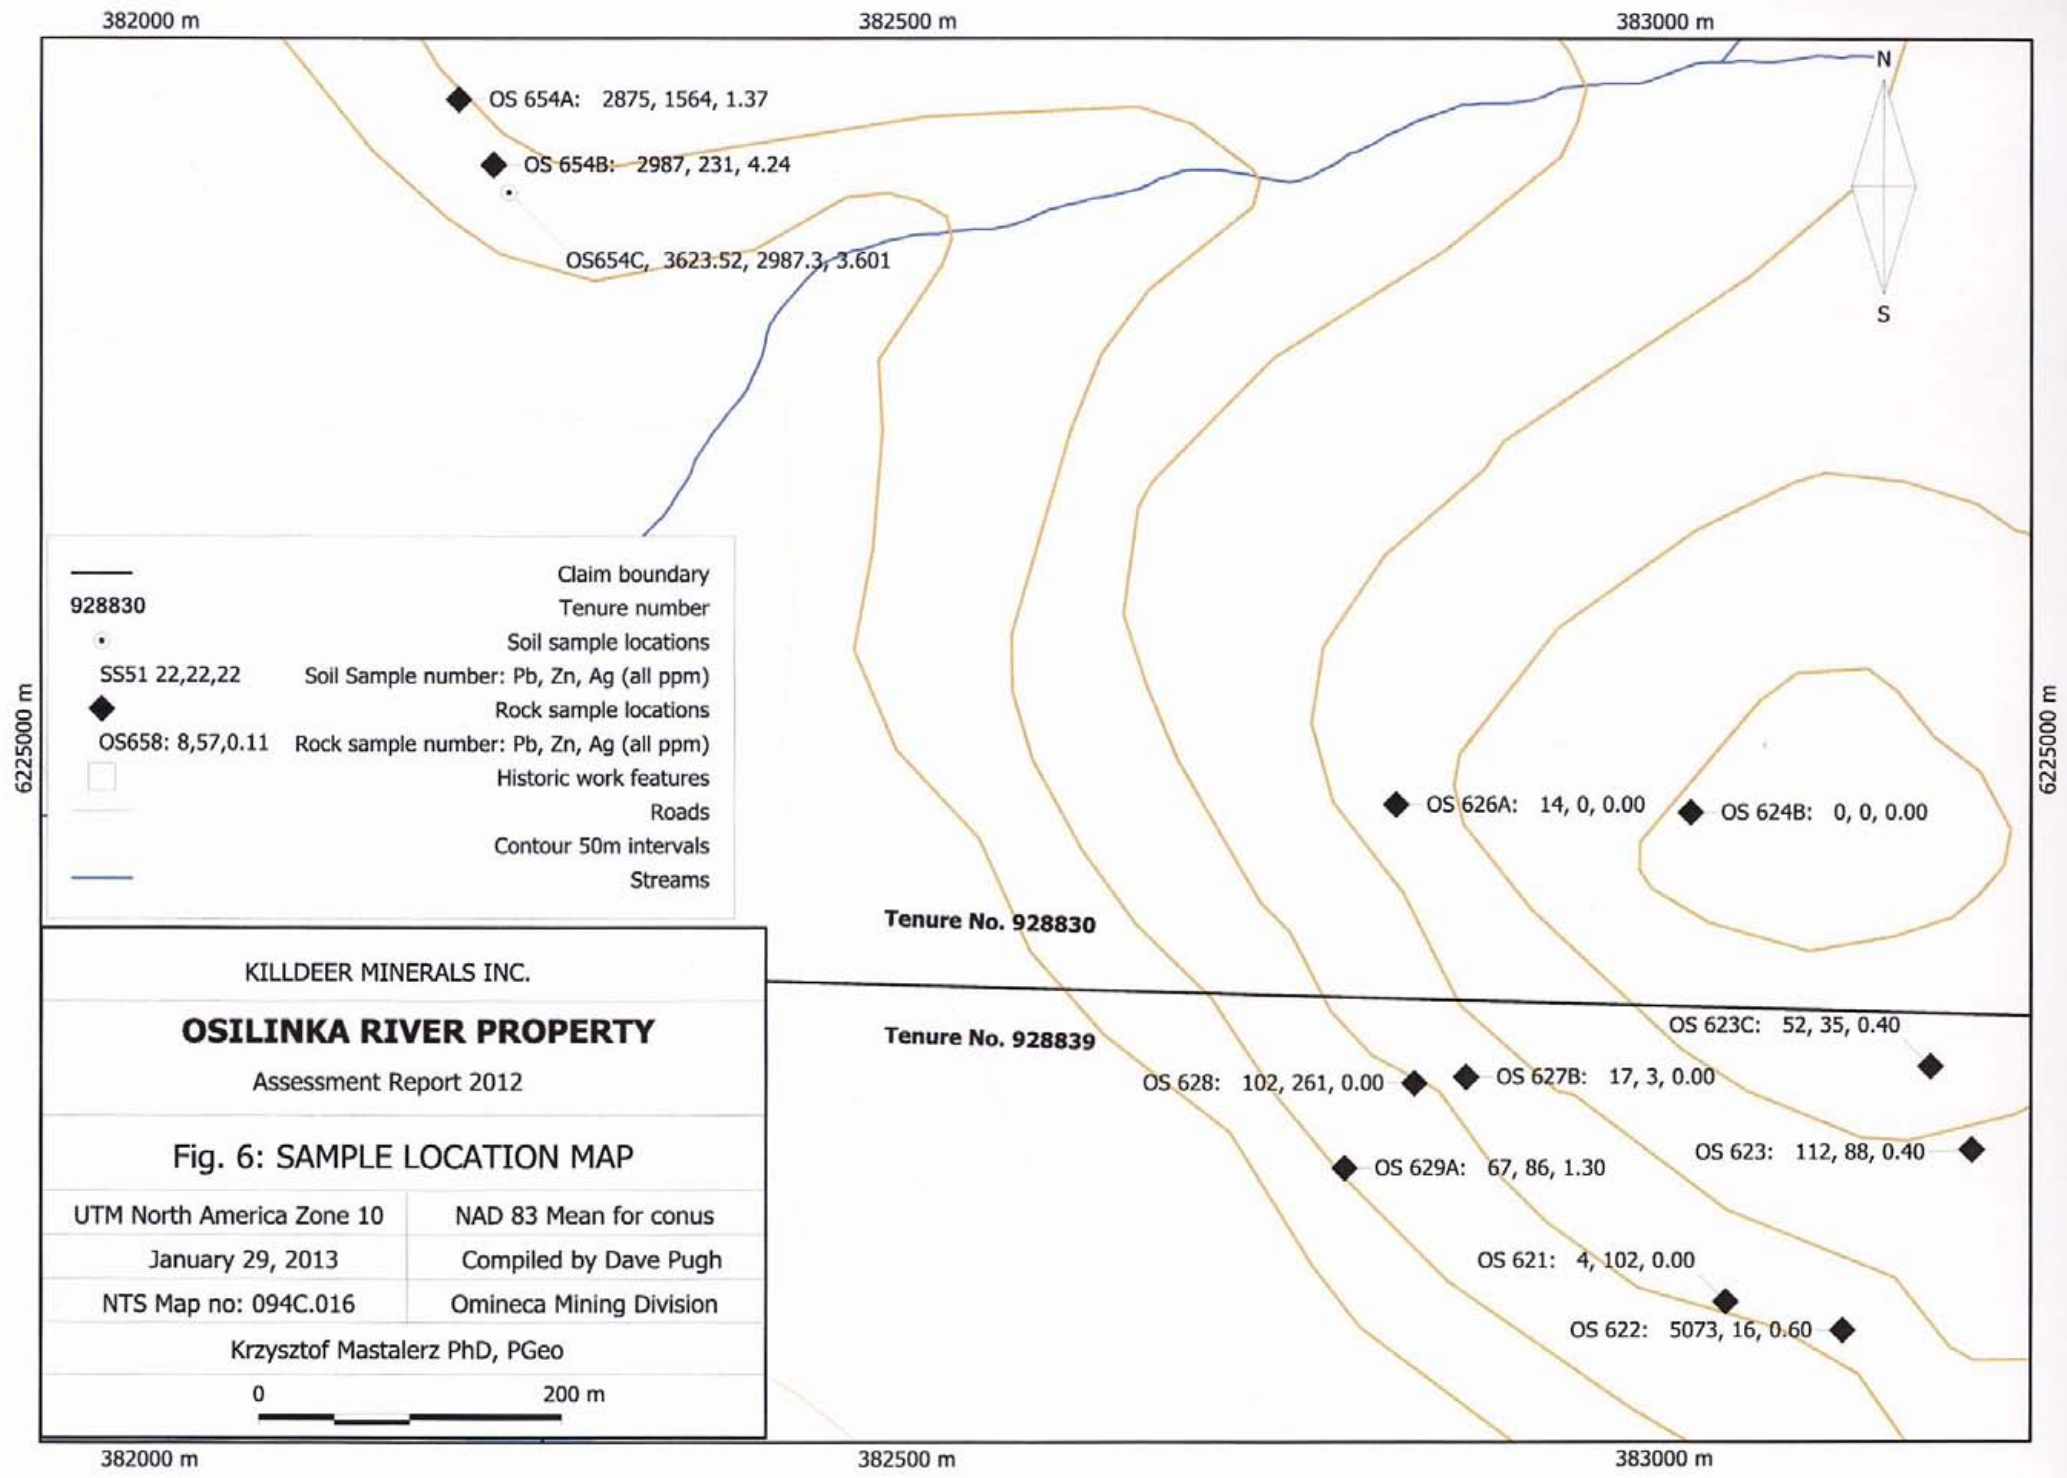 382000 m
382500 m
383000 m
N
OS 654A: 2875, 1564, 1.37
OS 654B: 2987, 231, 4.24
OS654C, 3623.52, 2987.3, 3.601
S
Claim boundary
928830 Tenure number
Soil sample locations
SS51 22,22,22 Soil Sample number: Pb, Zn, Ag (all ppm)
Rock sample locations
OS658: 8,57,0.11 Rock sample number: Pb, Zn, Ag (all ppm)
Historic work features
Roads
Contour 50m intervals
Streams
6225000 m
6225000 m
OS 626A: 14, 0, 0.00
OS 624B: 0, 0, 0.00
Tenure No. 928830
Tenure No. 928839
OS 623C: 52, 35, 0.40
OS 628: 102, 261, 0.00
OS 627B: 17, 3, 0.00
OS 623: 112, 88, 0.40
OS 629A: 67, 86, 1.30
OS 621: 4, 102, 0.00
OS 622: 5073, 16, 0.60
KILLDEER MINERALS INC.
OSILINKA RIVER PROPERTY
Assessment Report 2012
Fig. 6: SAMPLE LOCATION MAP
UTM North America Zone 10
NAD 83 Mean for conus
January 29, 2013
Compiled by Dave Pugh
NTS Map no: 094C.016
Omineca Mining Division
Krzysztof Mastalerz PhD, PGeo
0
200 m
382000 m
382500 m
383000 m